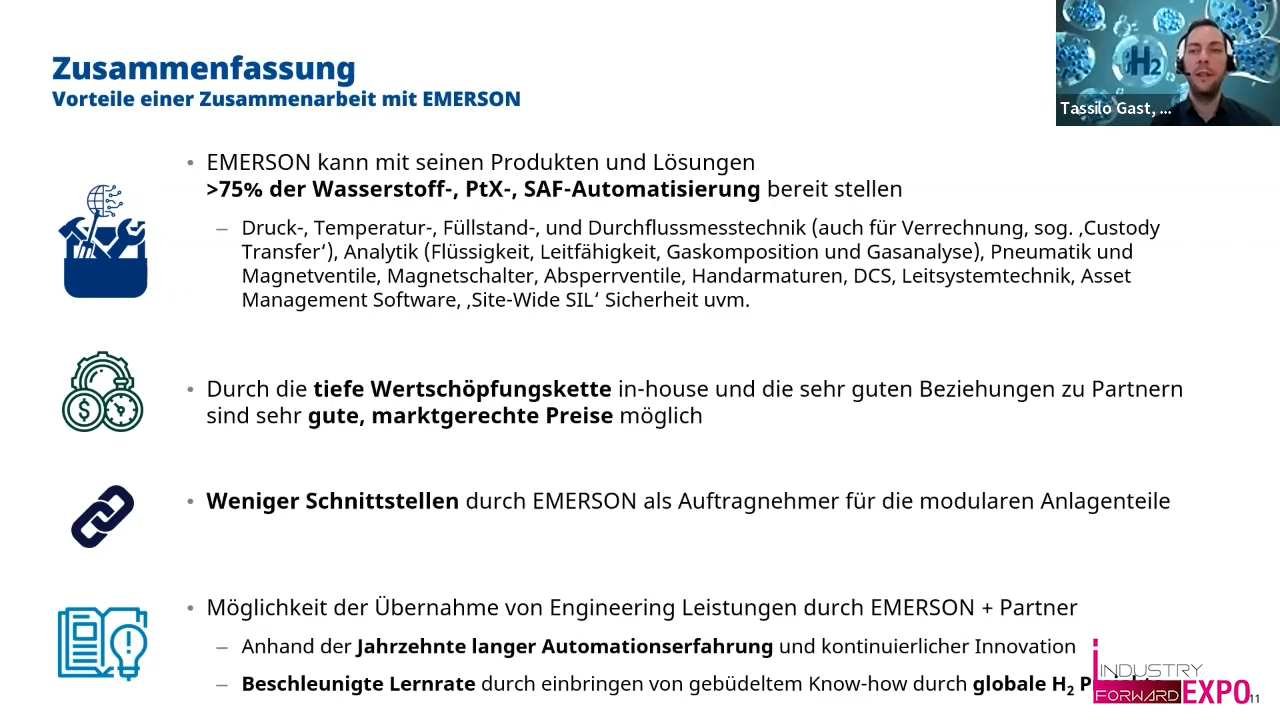 Zusammenfassung
Vorteile einer Zusammenarbeit mit EMERSON
H2
Tassilo Gast, ...
• EMERSON kann mit seinen Produkten und Lösungen
>75% der Wasserstoff-, PtX-, SAF-Automatisierung bereit stellen
– Druck-, Temperatur-, Füllstand-, und Durchflussmesstechnik (auch für Verrechnung, sog. ‚Custody
Transfer‘), Analytik (Flüssigkeit, Leitfähigkeit, Gaskomposition und Gasanalyse), Pneumatik und
Magnetventile, Magnetschalter, Absperrventile, Handarmaturen, DCS, Leitsystemtechnik, Asset
Management Software, ‚Site-Wide SIL‘ Sicherheit uvm.
• Durch die tiefe Wertschöpfungskette in-house und die sehr guten Beziehungen zu Partnern
sind sehr gute, marktgerechte Preise möglich
• Weniger Schnittstellen durch EMERSON als Auftragnehmer für die modularen Anlagenteile
• Möglichkeit der Übernahme von Engineering Leistungen durch EMERSON + Partner
– Anhand der Jahrzehnte langer Automationserfahrung und kontinuierlicher Innovation
– Beschleunigte Lernrate durch einbringen von gebüdeltem Know-how durch globale H2
INDUSTRY
FORWARD EXPO
11